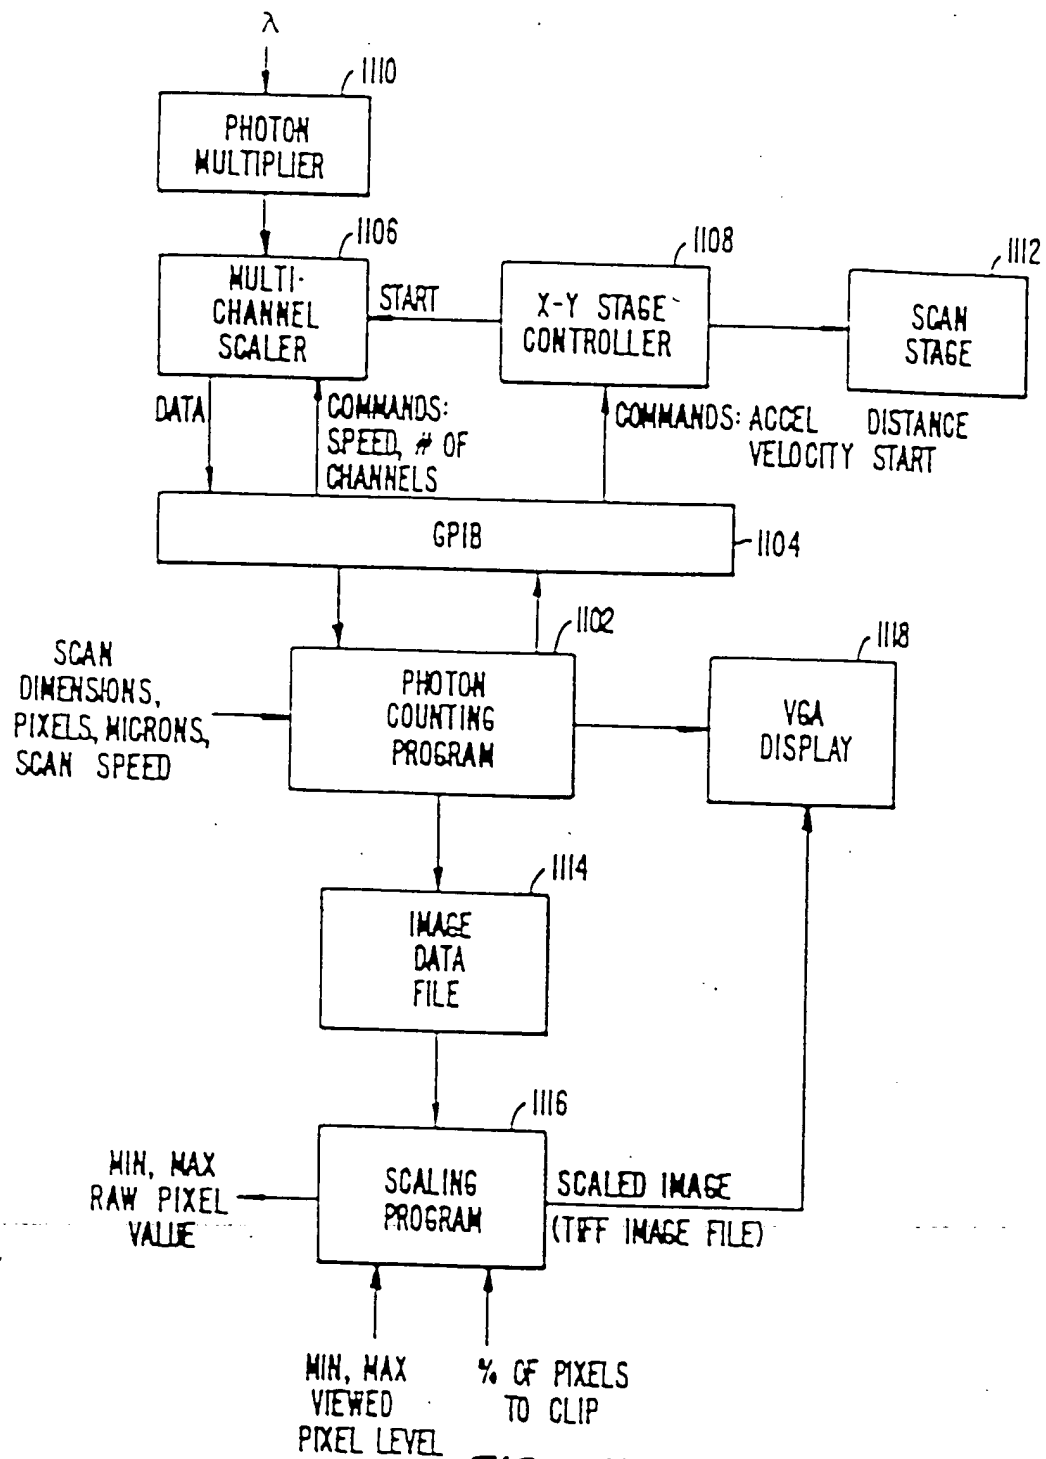 λ
1110
PHOTON
MULTIPLIER
1106
MULTI-
CHANNEL
SCALER
START
1108
X-Y STAGE
CONTROLLER
1112
SCAN
STAGE
DATA
COMMANDS:
SPEED, # OF
CHANNELS
COMMANDS: ACCEL DISTANCE
VELOCITY START
GPIB
1104
1102
SCAN
DIMENSIONS,
PIXELS, MICRONS,
SCAN SPEED
PHOTON
COUNTING
PROGRAM
1118
VGA
DISPLAY
1114
IMAGE
DATA
FILE
1116
MIN, MAX
RAW PIXEL
VALUE
SCALING
PROGRAM
SCALED IMAGE
(TIFF IMAGE FILE)
MIN, MAX
VIEWED
PIXEL LEVEL
% OF PIXELS
TO CLIP